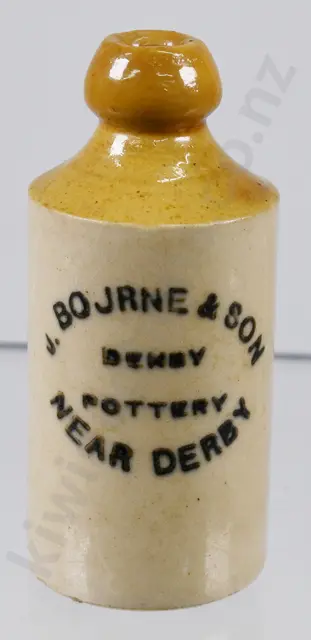 J. BOURNE & SON
DENBY
POTTERY
NEAR DERBY